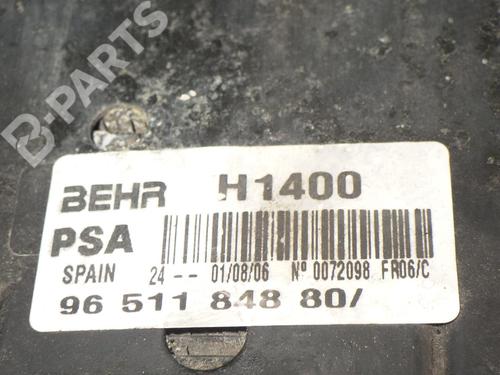 B-PARTS
BEHR H1400
PSA
SPAIN 24 -- 01/08/06 Nº 0072098 FR06/C
96 511 848 80/